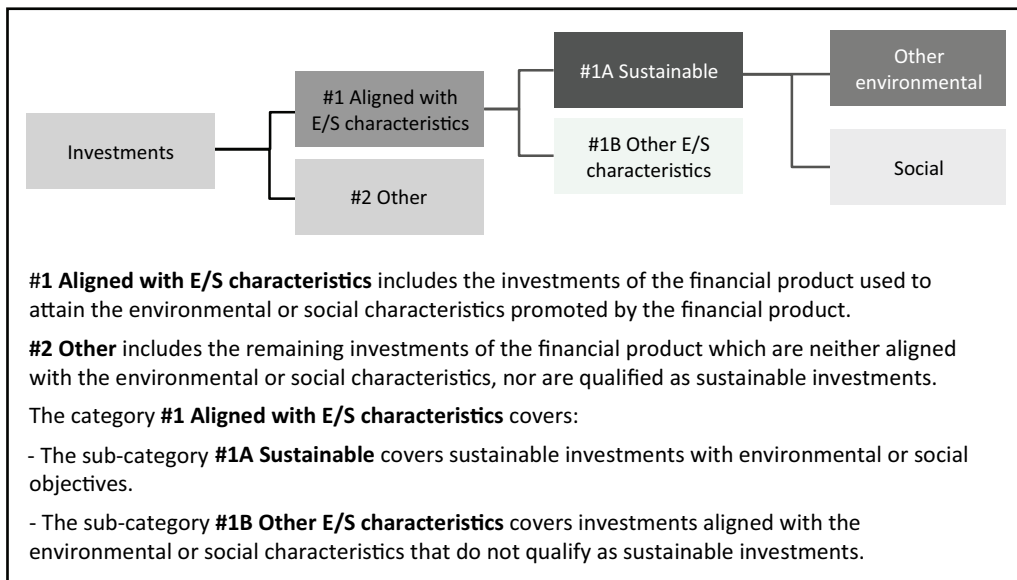 Investments
#1 Aligned with
E/S characteristics
#2 Other
#1A Sustainable
#1B Other E/S
characteristics
Other
environmental
Social
#1 Aligned with E/S characteristics includes the investments of the financial product used to
attain the environmental or social characteristics promoted by the financial product.
#2 Other includes the remaining investments of the financial product which are neither aligned
with the environmental or social characteristics, nor are qualified as sustainable investments.
The category #1 Aligned with E/S characteristics covers:
- The sub-category #1A Sustainable covers sustainable investments with environmental or social
objectives.
- The sub-category #1B Other E/S characteristics covers investments aligned with the
environmental or social characteristics that do not qualify as sustainable investments.